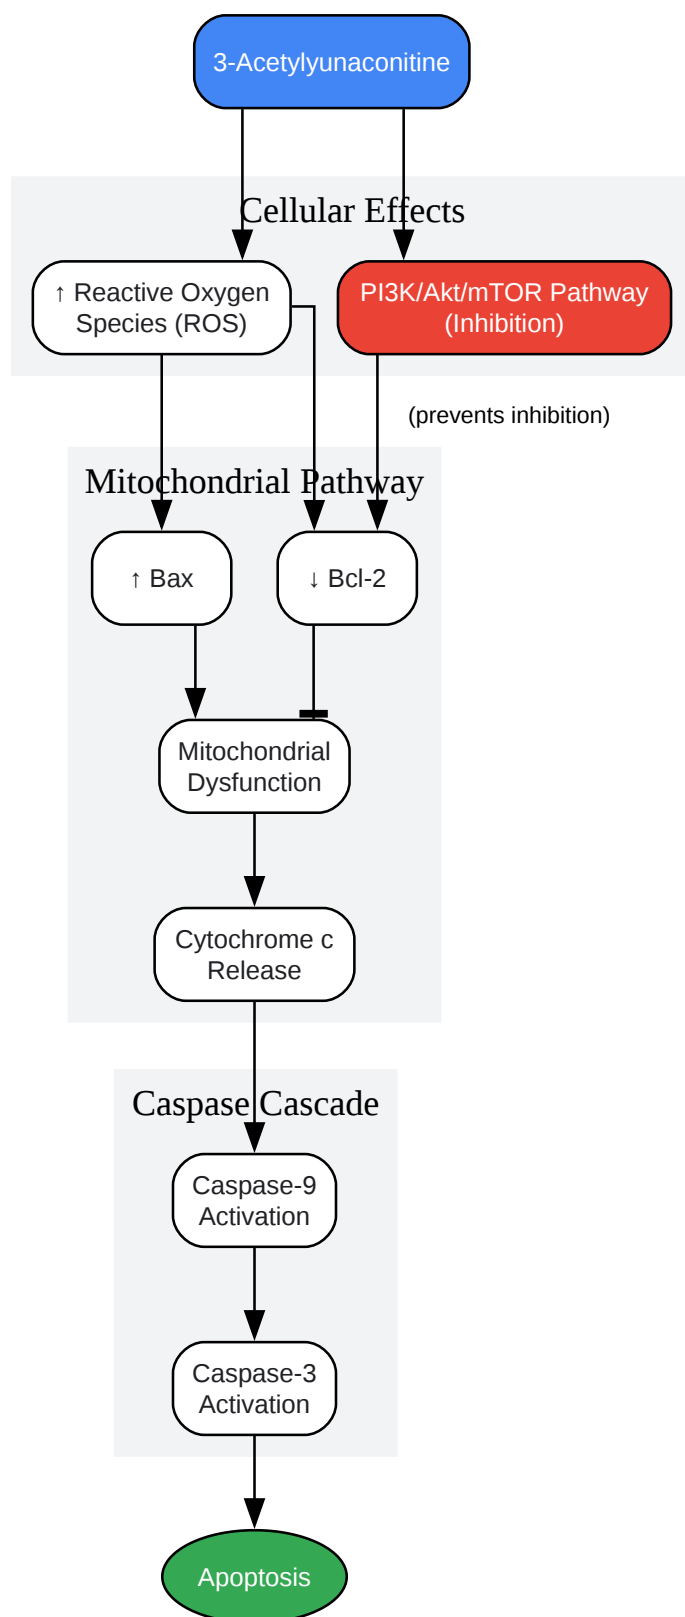 3-Acetylyunaconitine
Cellular Effects
↑ Reactive Oxygen
Species (ROS)
PI3K/Akt/mTOR Pathway
(Inhibition)
(prevents inhibition)
Mitochondrial Pathway
↑ Bax
↓ Bcl-2
Mitochondrial
Dysfunction
Cytochrome c
Release
Caspase Cascade
Caspase-9
Activation
Caspase-3
Activation
Apoptosis